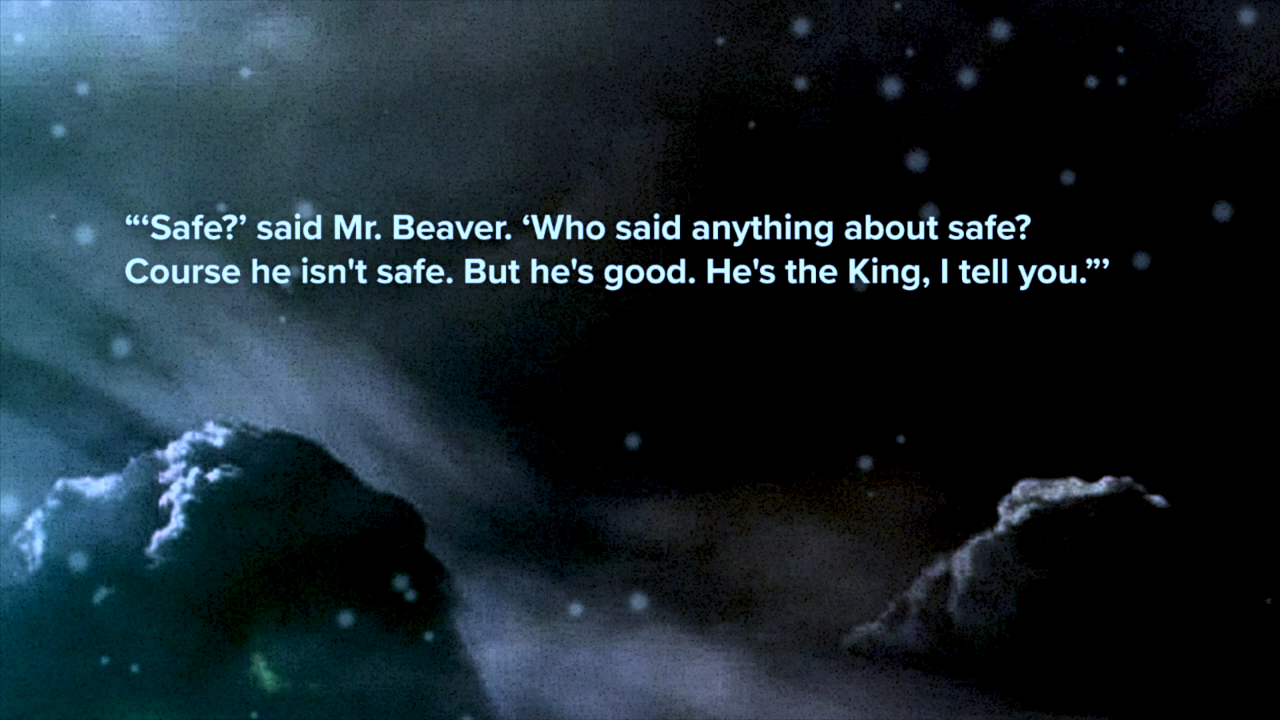 “‘Safe?’ said Mr. Beaver. ‘Who said anything about safe?
Course he isn't safe. But he's good. He's the King, I tell you.”’